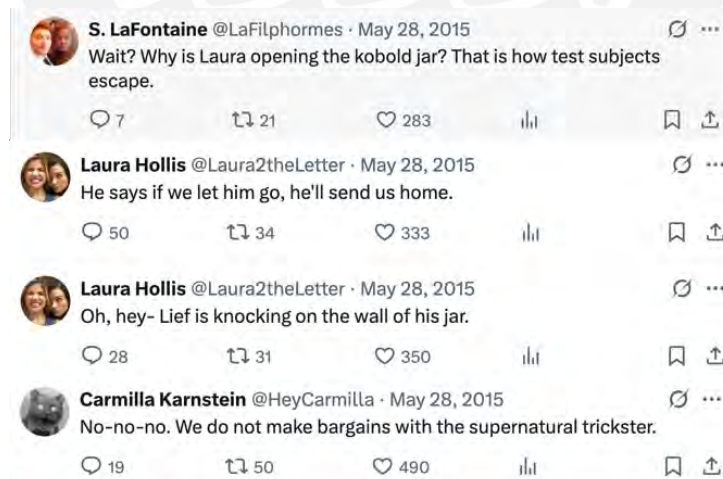 S. LaFontaine @LaFilphormes · May 28, 2015
Wait? Why is Laura opening the kobold jar? That is how test subjects
escape.
7 21 283
Laura Hollis @Laura2theLetter · May 28, 2015
He says if we let him go, he'll send us home.
50 34 333
Laura Hollis @Laura2theLetter · May 28, 2015
Oh, hey- Lief is knocking on the wall of his jar.
28 31 350
Carmilla Karnstein @HeyCarmilla · May 28, 2015
No-no-no. We do not make bargains with the supernatural trickster.
19 50 490